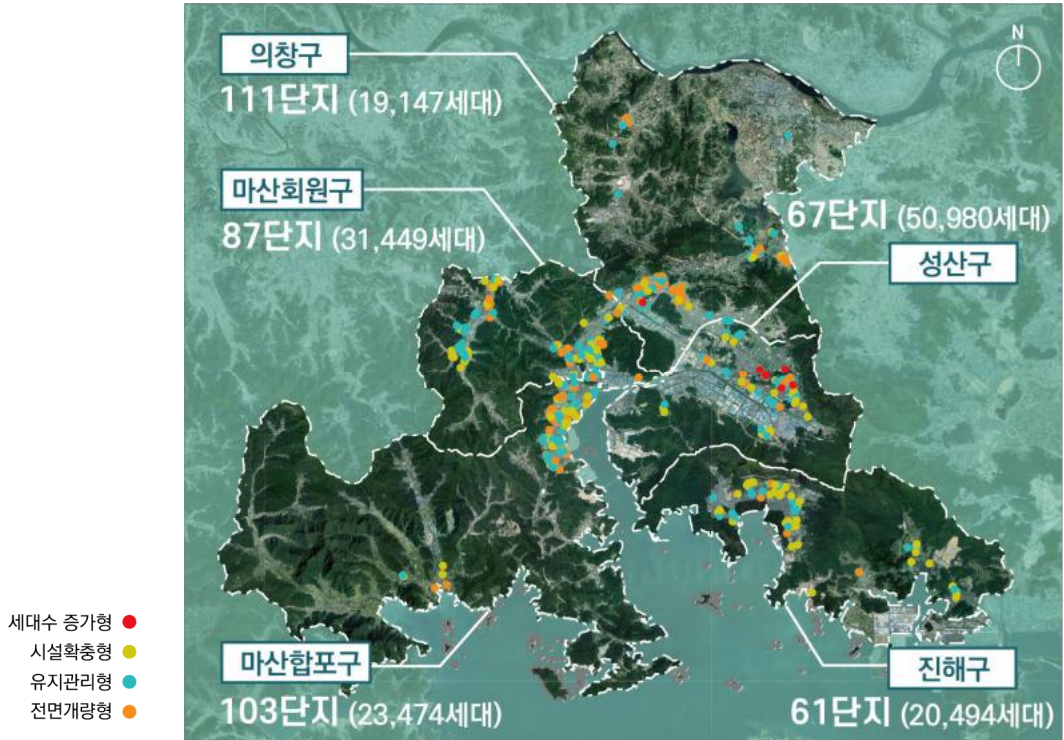 의창구
111단지 (19,147세대)
N
마산회원구
87단지 (31,449세대)
67단지 (50,980세대)
성산구
세대수 증가형
시설확충형
유지관리형
전면개량형
마산합포구
103단지 (23,474세대)
진해구
61단지 (20,494세대)